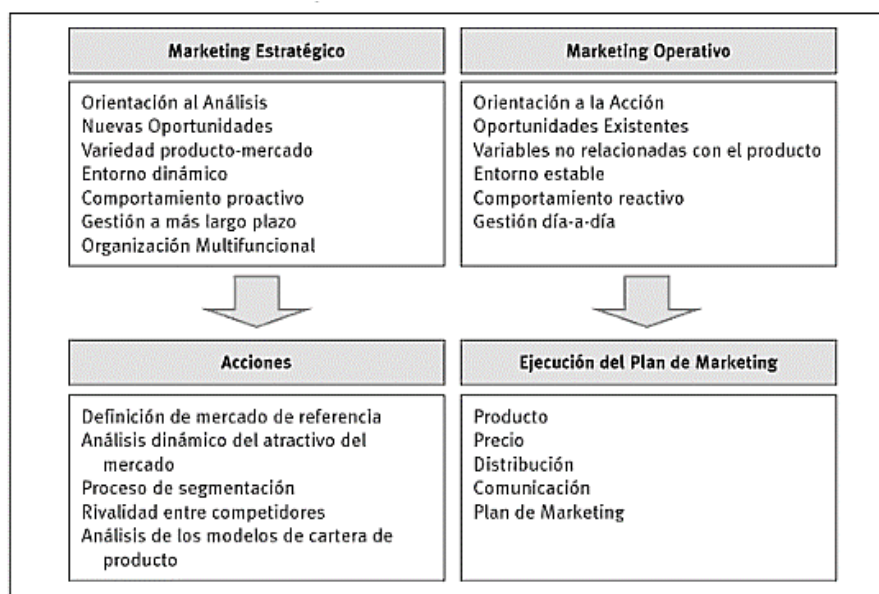 Marketing Estratégico
Orientación al Análisis
Nuevas Oportunidades
Variedad producto-mercado
Entorno dinámico
Comportamiento proactivo
Gestión a más largo plazo
Organización Multifuncional
Marketing Operativo
Orientación a la Acción
Oportunidades Existentes
Variables no relacionadas con el producto
Entorno estable
Comportamiento reactivo
Gestión día-a-día
Acciones
Definición de mercado de referencia
Análisis dinámico del atractivo del
mercado
Proceso de segmentación
Rivalidad entre competidores
Análisis de los modelos de cartera de
producto
Ejecución del Plan de Marketing
Producto
Precio
Distribución
Comunicación
Plan de Marketing